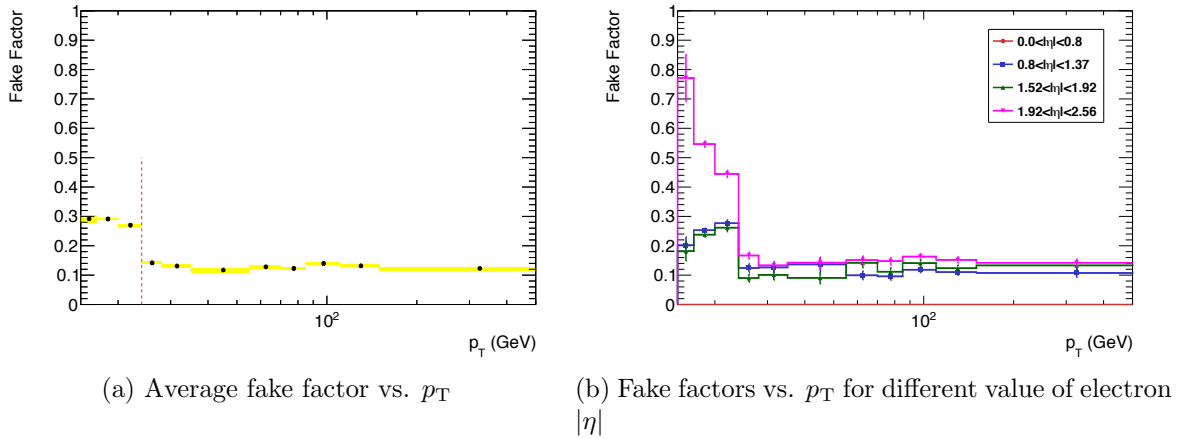 Fake Factor
1
0.9
0.8
0.7
0.6
0.5
0.4
0.3
0.2
0.1
0
10²
p_T (GeV)
(a) Average fake factor vs. p_T
Fake Factor
1
0.9
0.8
0.7
0.6
0.5
0.4
0.3
0.2
0.1
0
0.0<|η|<0.8
0.8<|η|<1.37
1.52<|η|<1.92
1.92<|η|<2.56
10²
p_T (GeV)
(b) Fake factors vs. p_T for different value of electron
|η|